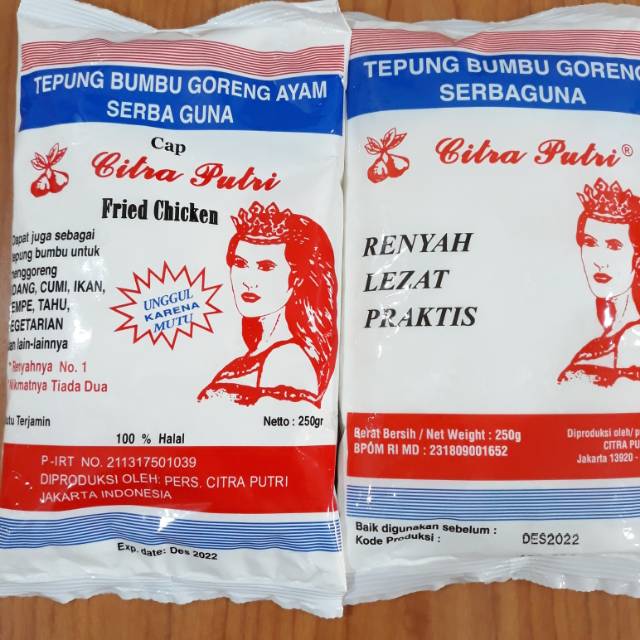 TEPUNG BUMBU GORENG AYAM
SERBA GUNA
Cap
Citra Putri
Fried Chicken
Dapat juga sebagai
tepung bumbu untuk
menggoreng
UDANG, CUMI, IKAN,
TEMPE, TAHU,
VEGETARIAN
dan lain-lainnya
* Renyahnya No. 1
Nikmatnya Tiada Dua
UNGGUL
KARENA
MUTU
Mutu Terjamin
Netto : 250gr
100 % Halal
P-IRT NO. 211317501039
DIPRODUKSI OLEH: PERS. CITRA PUTRI
JAKARTA INDONESIA
Exp. date: Des 2022
TEPUNG BUMBU GORENG
SERBAGUNA
Citra Putri®
RENYAH
LEZAT
PRAKTIS
Berat Bersih / Net Weight : 250g
BPOM RI MD : 231809001652
Diproduksi oleh/
CITRA PU
Jakarta 13920 -
Baik digunakan sebelum :
Kode Produksi :
DES2022